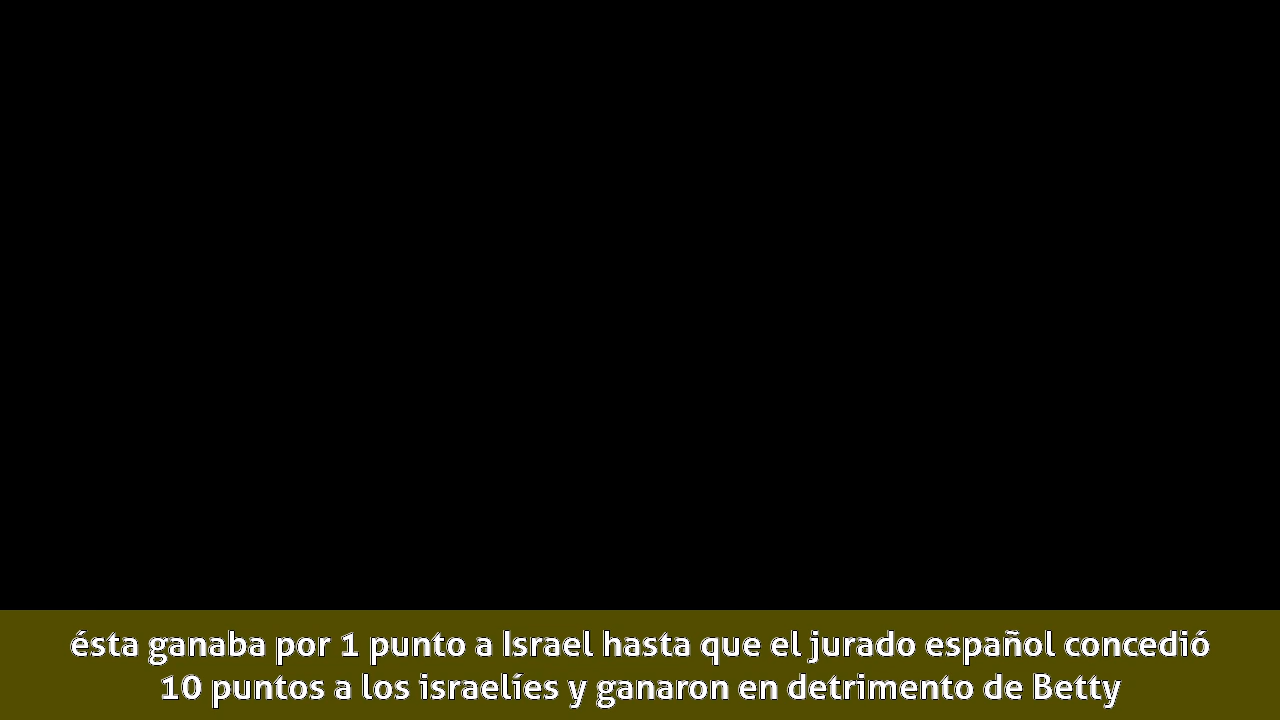 ésta ganaba por 1 punto a Israel hasta que el jurado español concedió
10 puntos a los israelíes y ganaron en detrimento de Betty